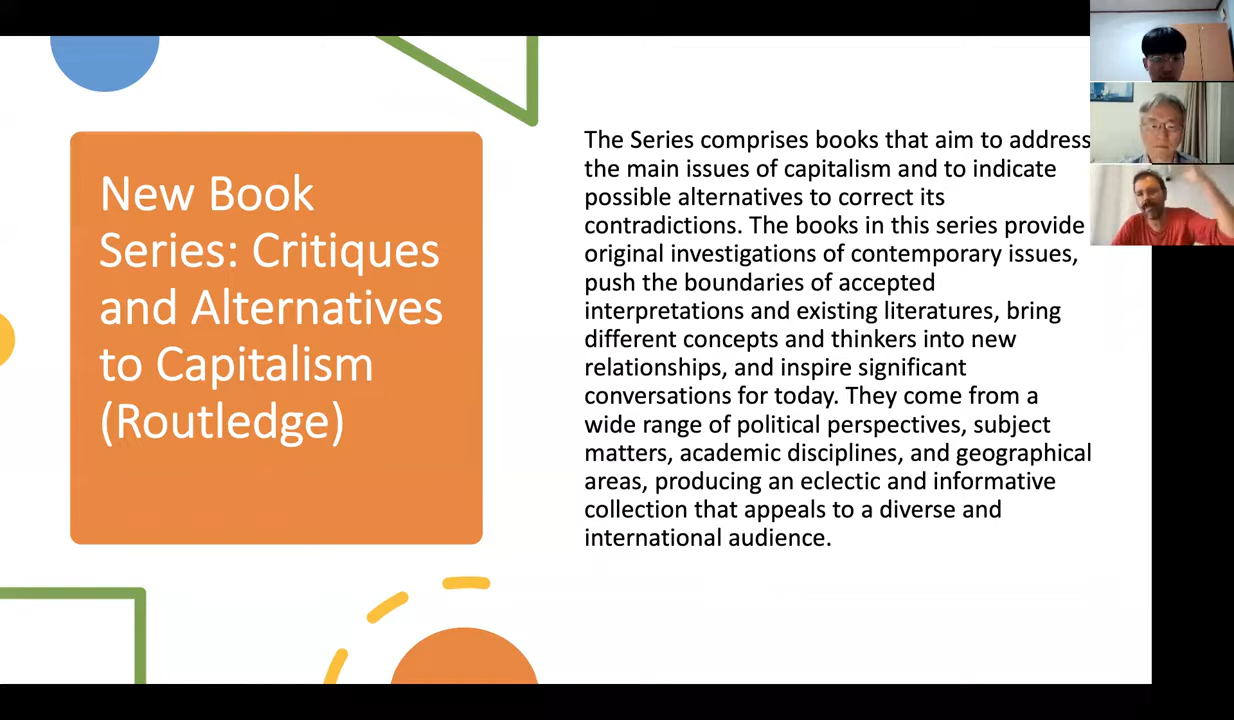 New Book
Series: Critiques
and Alternatives
to Capitalism
(Routledge)
The Series comprises books that aim to address
the main issues of capitalism and to indicate
possible alternatives to correct its
contradictions. The books in this series provide
original investigations of contemporary issues,
push the boundaries of accepted
interpretations and existing literatures, bring
different concepts and thinkers into new
relationships, and inspire significant
conversations for today. They come from a
wide range of political perspectives, subject
matters, academic disciplines, and geographical
areas, producing an eclectic and informative
collection that appeals to a diverse and
international audience.